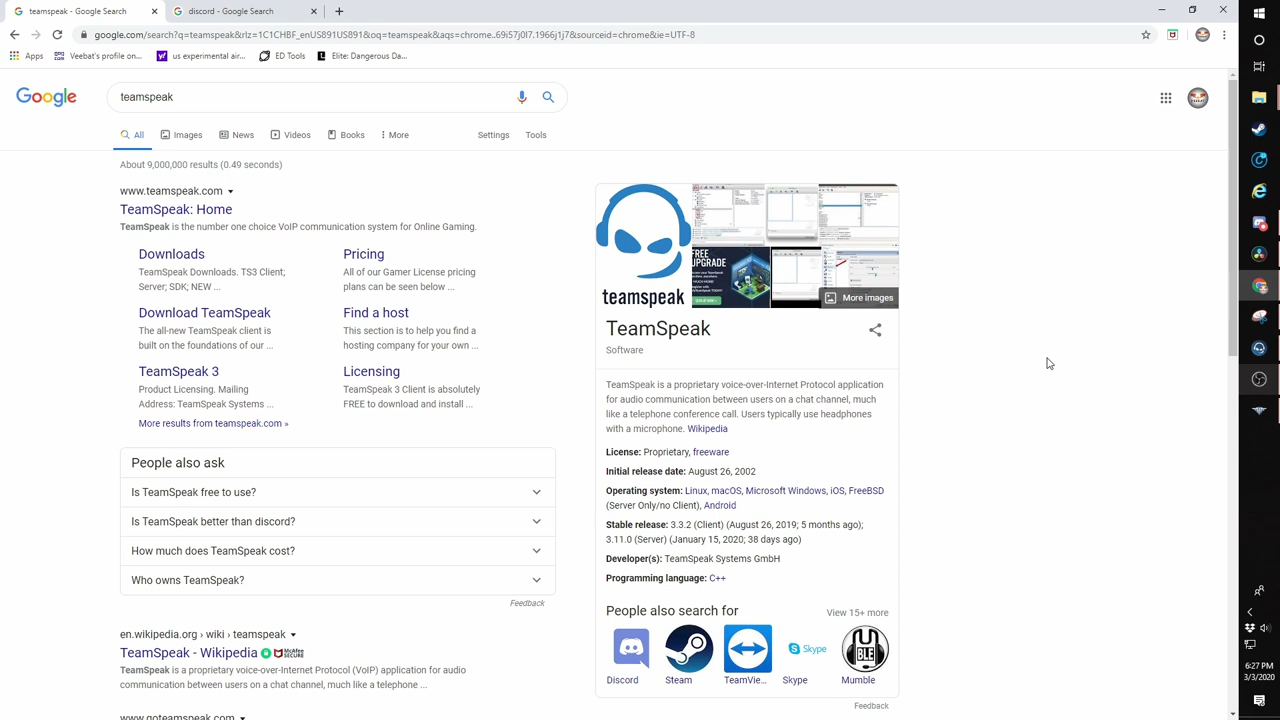 teamspeak - Google Search
discord - Google Search
google.com/search?q=teamspeak&rlz=1C1CHBF_enUS891US891&oq=teamspeak&aqs=chrome..69i57j0l7.1966j1j7&sourceid=chrome&ie=UTF-8
Apps
Veebat's profile on...
us experimental air...
ED Tools
Elite: Dangerous Da...
Google
teamspeak
All
Images
News
Videos
Books
More
Settings
Tools
About 9,000,000 results (0.49 seconds)
www.teamspeak.com
TeamSpeak: Home
TeamSpeak is the number one choice VoIP communication system for Online Gaming.
Downloads
TeamSpeak Downloads. TS3 Client;
Server; SDK; NEW ...
Pricing
All of our Gamer License pricing
plans can be seen below ...
Download TeamSpeak
The all-new TeamSpeak client is
built on the foundations of our ...
Find a host
This section is to help you find a
hosting company for your own ...
TeamSpeak 3
Product Licensing. Mailing
Address: TeamSpeak Systems ...
Licensing
TeamSpeak 3 Client is absolutely
FREE to download and install ...
More results from teamspeak.com »
People also ask
Is TeamSpeak free to use?
Is TeamSpeak better than discord?
How much does TeamSpeak cost?
Who owns TeamSpeak?
Feedback
en.wikipedia.org › wiki › teamspeak
TeamSpeak - Wikipedia
McAfee
SECURE
TeamSpeak is a proprietary voice-over-Internet Protocol (VoIP) application for audio
communication between users on a chat channel, much like a telephone ...
www.goteamspeak.com
teamspeak
FREE
UPGRADE
More images
TeamSpeak
Software
TeamSpeak is a proprietary voice-over-Internet Protocol application
for audio communication between users on a chat channel, much
like a telephone conference call. Users typically use headphones
with a microphone. Wikipedia
License: Proprietary, freeware
Initial release date: August 26, 2002
Operating system: Linux, macOS, Microsoft Windows, iOS, FreeBSD
(Server Only/no Client), Android
Stable release: 3.3.2 (Client) (August 26, 2019; 5 months ago);
3.11.0 (Server) (January 15, 2020; 38 days ago)
Developer(s): TeamSpeak Systems GmbH
Programming language: C++
People also search for
View 15+ more
Skype
BLE
Discord
Steam
TeamVie...
Skype
Mumble
Feedback
6:27 PM
3/3/2020